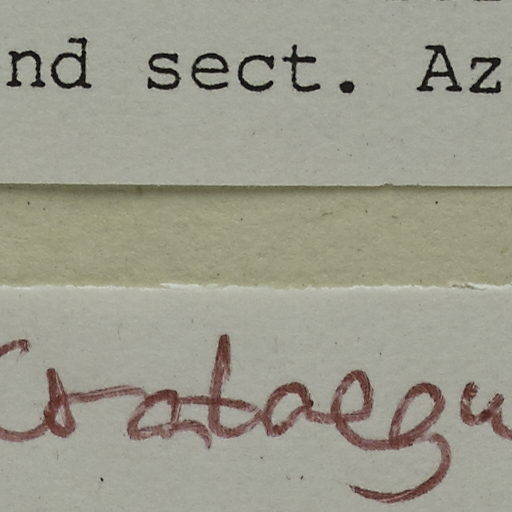 nd sect. Az
Crataegu